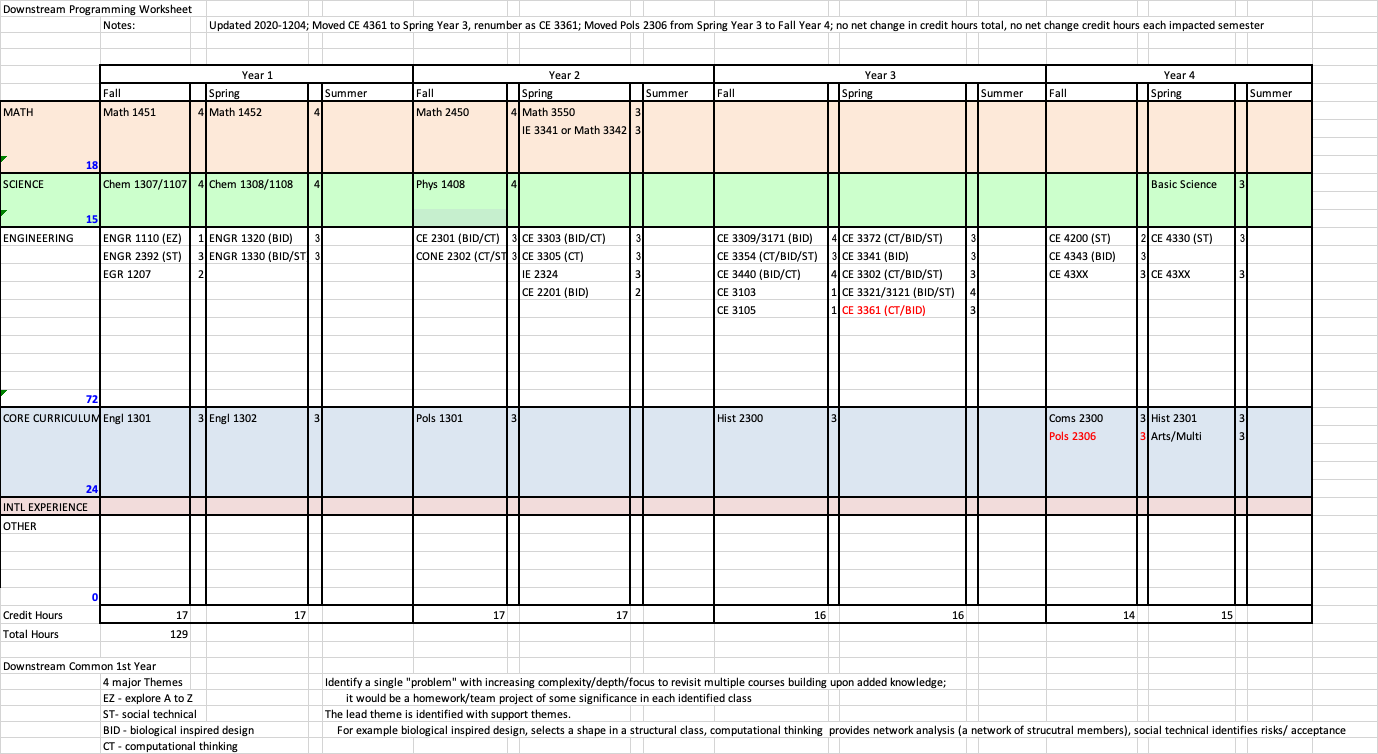 Downstream Programming Worksheet
Notes: Updated 2020-1204; Moved CE 4361 to Spring Year 3, renumber as CE 3361; Moved Pols 2306 from Spring Year 3 to Fall Year 4; no net change in credit hours total, no net change credit hours each impacted semester
Year 1 Year 2 Year 3 Year 4
Fall Spring Summer Fall Spring Summer Fall Spring Summer Fall Spring Summer
MATH Math 1451 4 Math 1452 4 Math 2450 4 Math 3550 3
IE 3341 or Math 3342 3
18
SCIENCE Chem 1307/1107 4 Chem 1308/1108 4 Phys 1408 4 Basic Science 3
15
ENGINEERING ENGR 1110 (EZ) 1 ENGR 1320 (BID) 3 CE 2301 (BID/CT) 3 CE 3303 (BID/CT) 3 CE 3309/3171 (BID) 4 CE 3372 (CT/BID/ST) 3 CE 4200 (ST) 2 CE 4330 (ST) 3
ENGR 2392 (ST) 3 ENGR 1330 (BID/ST 3 CONE 2302 (CT/ST 3 CE 3305 (CT) 3 CE 3354 (CT/BID/ST) 3 CE 3341 (BID) 3 CE 4343 (BID) 3
EGR 1207 2 IE 2324 3 CE 3440 (BID/CT) 4 CE 3302 (CT/BID/ST) 3 CE 43XX 3 CE 43XX 3
CE 2201 (BID) 2 CE 3103 1 CE 3321/3121 (BID/ST) 4
CE 3105 1 CE 3361 (CT/BID) 3
72
CORE CURRICULUM Engl 1301 3 Engl 1302 3 Pols 1301 3 Hist 2300 3 Coms 2300 3 Hist 2301 3
Pols 2306 3 Arts/Multi 3
24
INTL EXPERIENCE
OTHER
0
Credit Hours 17 17 17 17 16 16 14 15
Total Hours 129
Downstream Common 1st Year
4 major Themes Identify a single "problem" with increasing complexity/depth/focus to revisit multiple courses building upon added knowledge;
EZ - explore A to Z it would be a homework/team project of some significance in each identified class
ST- social technical The lead theme is identified with support themes.
BID - biological inspired design For example biological inspired design, selects a shape in a structural class, computational thinking provides network analysis (a network of strucutral members), social technical identifies risks/ acceptance
CT - computational thinking